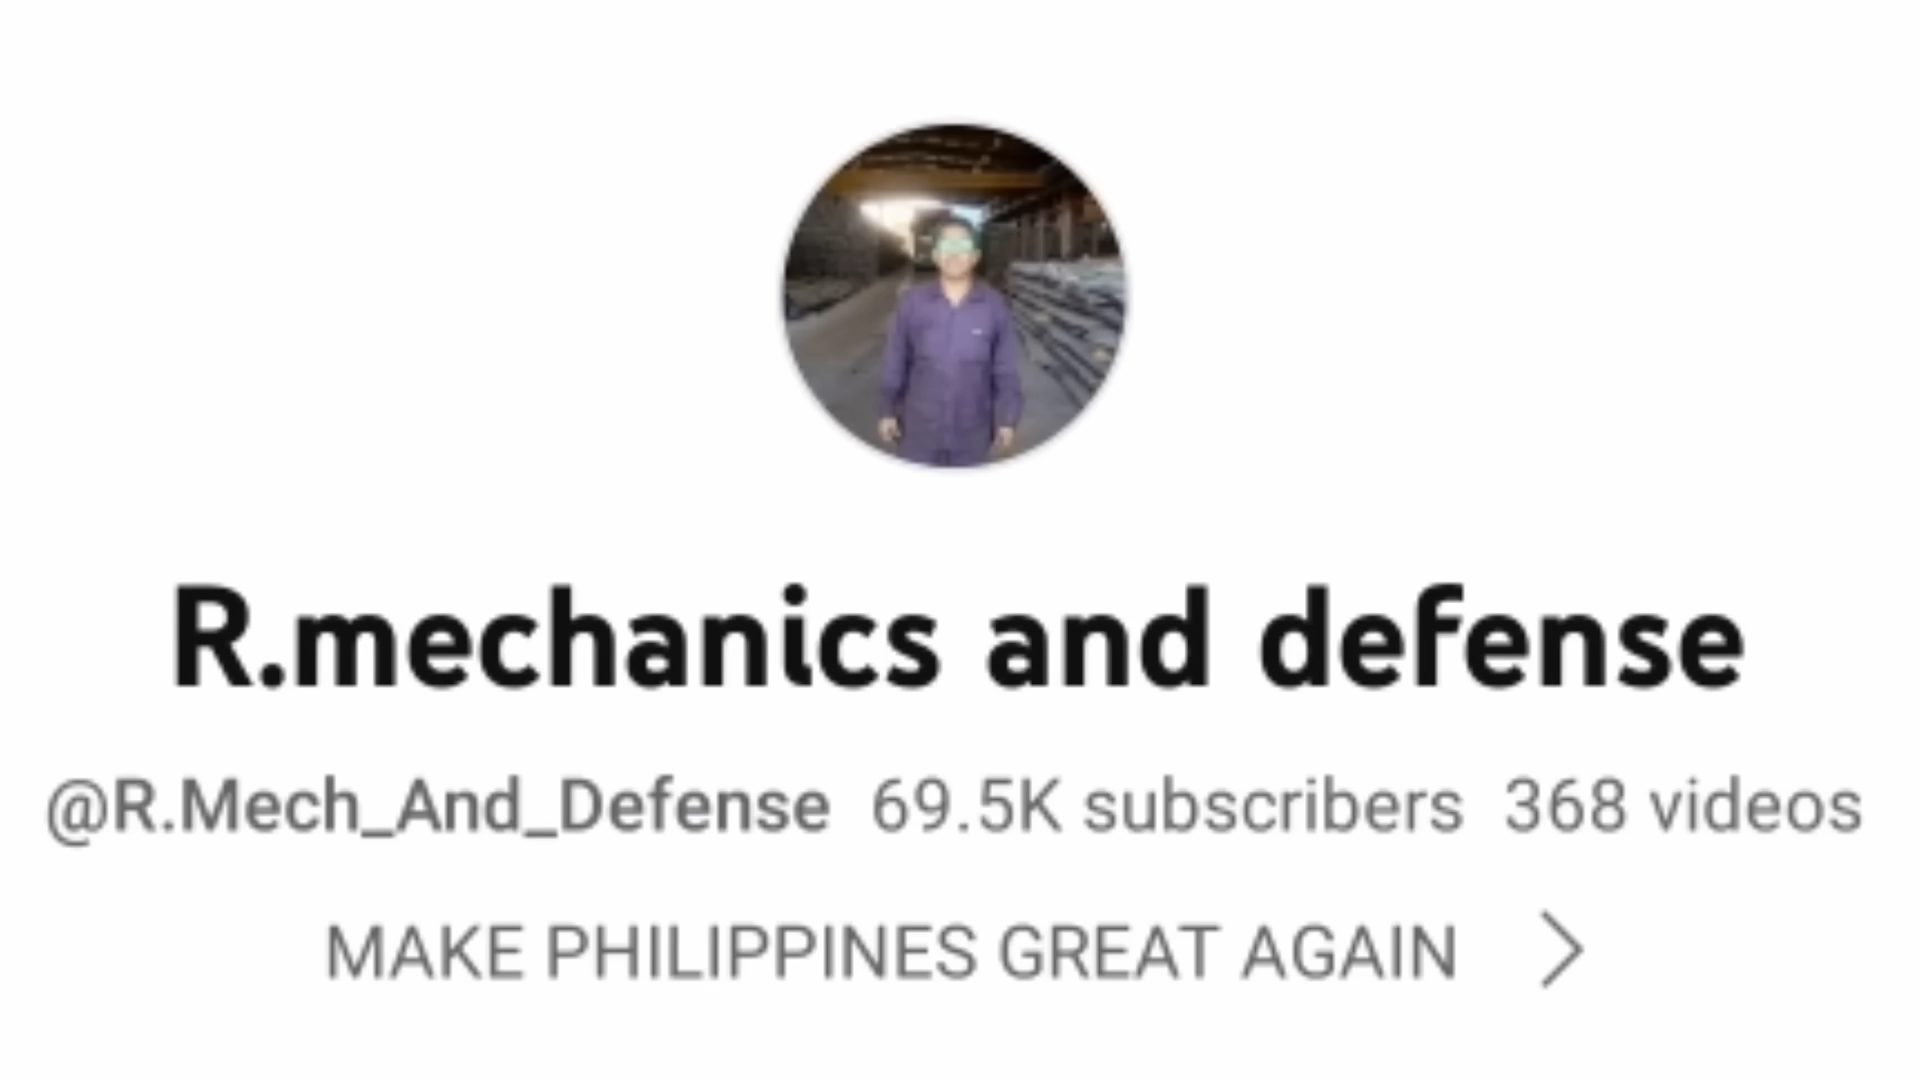 R.mechanics and defense
@R.Mech_And_Defense 69.5K subscribers 368 videos
MAKE PHILIPPINES GREAT AGAIN